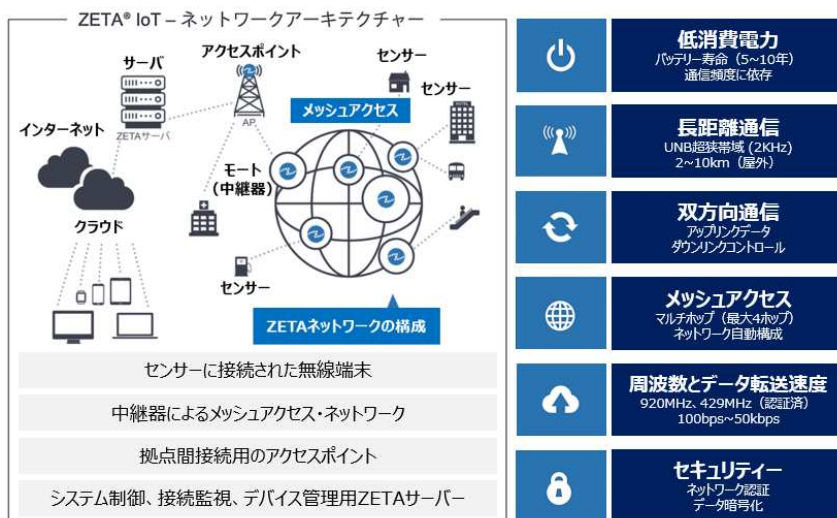 ZETA® IoT – ネットワークアーキテクチャー
センサー
アクセスポイント
サーバ
センサー
メッシュアクセス
AP
ZETAサーバ
インターネット
モート
(中継器)
クラウド
センサー
ZETAネットワークの構成
センサーに接続された無線端末
中継器によるメッシュアクセス・ネットワーク
拠点間接続用のアクセスポイント
システム制御、接続監視、デバイス管理用ZETAサーバー
低消費電力
バッテリー寿命（5~10年）
通信頻度に依存
長距離通信
UNB超狭帯域 (2KHz)
2~10km（屋外）
双方向通信
アップリンクデータ
ダウンリンクコントロール
メッシュアクセス
マルチホップ（最大4ホップ）
ネットワーク自動構成
周波数とデータ転送速度
920MHz、429MHz（認証済）
100bps~50kbps
セキュリティー
ネットワーク認証
データ暗号化